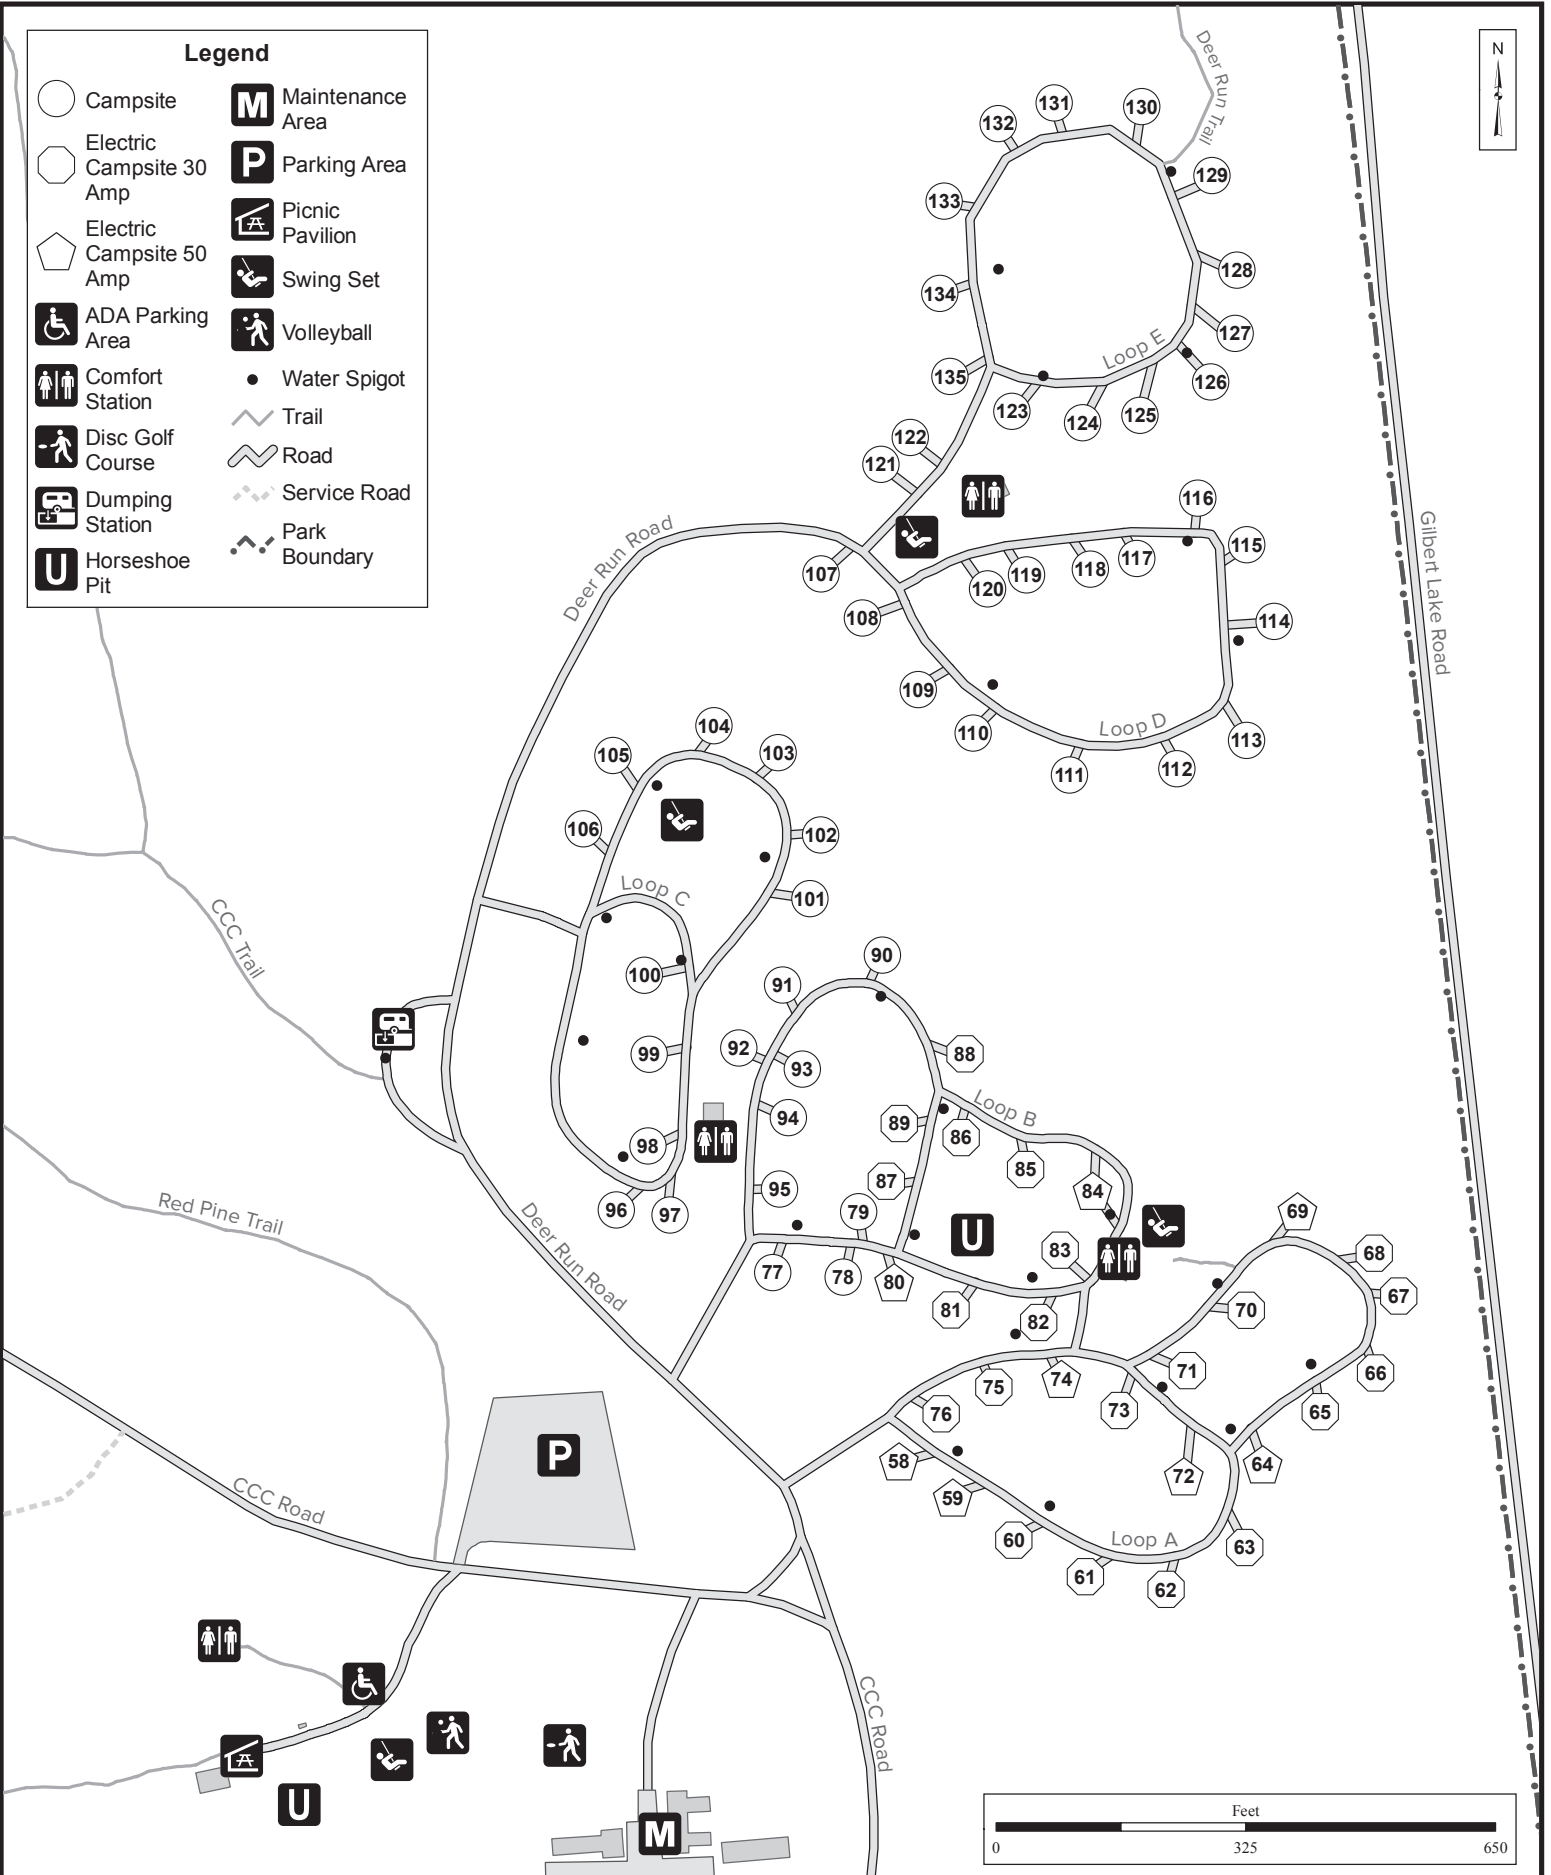 Legend
Campsite
Electric
Campsite 30
Amp
Electric
Campsite 50
Amp
ADA Parking
Area
Comfort
Station
Disc Golf
Course
Dumping
Station
U
Horseshoe
Pit
M
Maintenance
Area
P
Parking Area
Picnic
Pavilion
Swing Set
Volleyball
Water Spigot
Trail
Road
Service Road
Park
Boundary
N
Deer Run Trail
131
130
132
129
133
128
134
127
Loop E
135
126
123
124
125
122
121
116
Gilbert Lake Road
Deer Run Road
115
117
118
119
120
107
108
114
109
110
Loop D
113
111
112
104
105
103
106
102
Loop C
101
CCC Trail
100
90
91
99
92
93
88
94
Loop B
89
86
98
85
87
84
95
96
97
79
Red Pine Trail
Deer Run Road
U
83
69
68
77
78
80
67
81
82
70
71
66
74
75
76
73
65
58
72
64
59
60
Loop A
63
61
62
P
CCC Road
CCC Road
U
M
Feet
0
325
650